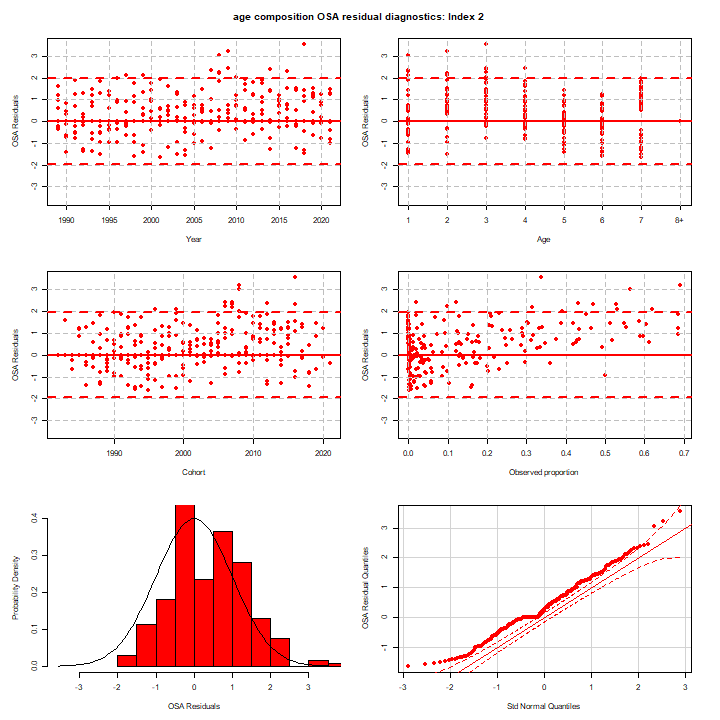 age composition OSA residual diagnostics: Index 2
OSA Residuals
3
2
1
0
-1
-2
-3
1990 1995 2000 2005 2010 2015 2020
Year
OSA Residuals
3
2
1
0
-1
-2
-3
1 2 3 4 5 6 7 8+
Age
OSA Residuals
3
2
1
0
-1
-2
-3
1990 2000 2010 2020
Cohort
OSA Residuals
3
2
1
0
-1
-2
-3
0.0 0.1 0.2 0.3 0.4 0.5 0.6 0.7
Observed proportion
Probability Density
0.4
0.3
0.2
0.1
0.0
-3 -2 -1 0 1 2 3
OSA Residuals
OSA Residual Quantiles
3
2
1
0
-1
-3 -2 -1 0 1 2 3
Std Normal Quantiles